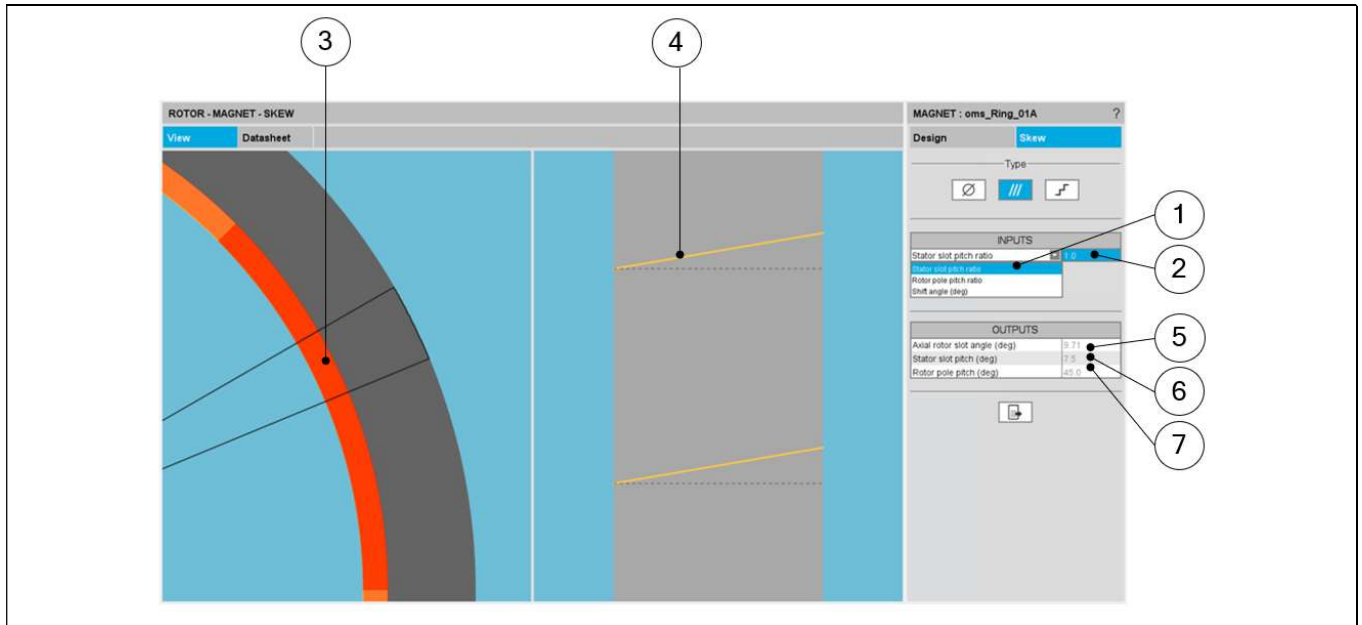 3
4
ROTOR - MAGNET - SKEW
View Datasheet
MAGNET : oms_Ring_01A ?
Design Skew
Type
INPUTS
Stator slot pitch ratio 1.0
Stator slot pitch ratio
Rotor pole pitch ratio
Shift angle (deg)
OUTPUTS
Axial rotor slot angle (deg) 9.71
Stator slot pitch (deg) 7.5
Rotor pole pitch (deg) 45.0
1
2
5
6
7